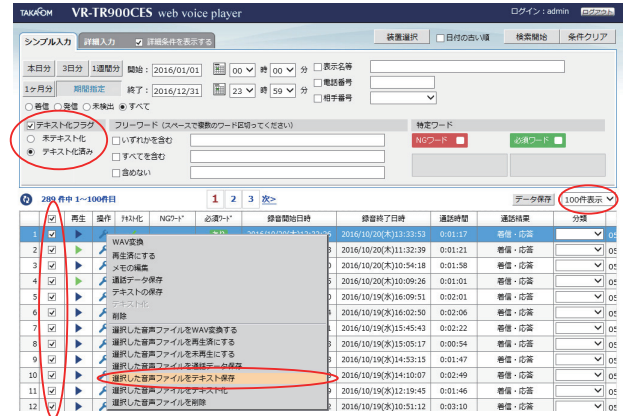 TAKACOM VR-TR900CES web voice player ログイン : admin ログアウト
シンプル入力 詳細入力 詳細条件を表示する 装置選択 日付の古い順 検索開始 条件クリア
本日分 3日分 1週間分 開始 : 2016/01/01 00 時 00 分 表示名等
電話番号
1ヶ月分 期間指定 終了 : 2016/12/31 23 時 59 分 相手番号
着信 発信 未検出 すべて
テキスト化フラグ フリーワード (スペースで複数のワード区切ってください) 特定ワード
未テキスト化 いずれかを含む NGワード 必須ワード
テキスト化済み すべてを含む
含めない
289 件中 1~100件目 1 2 3 次> データ保存 100件表示
再生 操作 テキスト化 NGワード 必須ワード 録音開始日時 録音終了日時 通話時間 通話結果 分類
1 2016/10/20(木)13:33:53 0:01:17 着信・応答
WAV変換
2 再生済にする 2016/10/20(木)11:32:39 0:01:21 着信・応答
3 メモの編集 2016/10/20(木)10:54:18 0:01:58 着信・応答
4 通話データ保存 2016/10/20(木)10:09:26 0:01:01 着信・応答
テキストの保存
5 テキスト化 2016/10/19(水)16:09:51 0:02:01 着信・応答
6 削除 2016/10/19(水)16:02:50 0:02:06 着信・応答
7 選択した音声ファイルをWAV変換する 2016/10/19(水)15:45:43 0:02:22 着信・応答
8 選択した音声ファイルを再生済にする 2016/10/19(水)15:05:17 0:00:54 着信・応答
選択した音声ファイルを未再生にする
9 選択した音声ファイルを通話データ保存 2016/10/19(水)14:53:15 0:01:47 着信・応答
10 選択した音声ファイルをテキスト保存 2016/10/19(水)14:10:07 0:02:49 着信・応答
11 選択した音声ファイルをテキスト化 2016/10/19(水)12:19:45 0:01:46 着信・応答
12 選択した音声ファイルを削除 2016/10/19(水)10:51:12 0:03:10 着信・応答